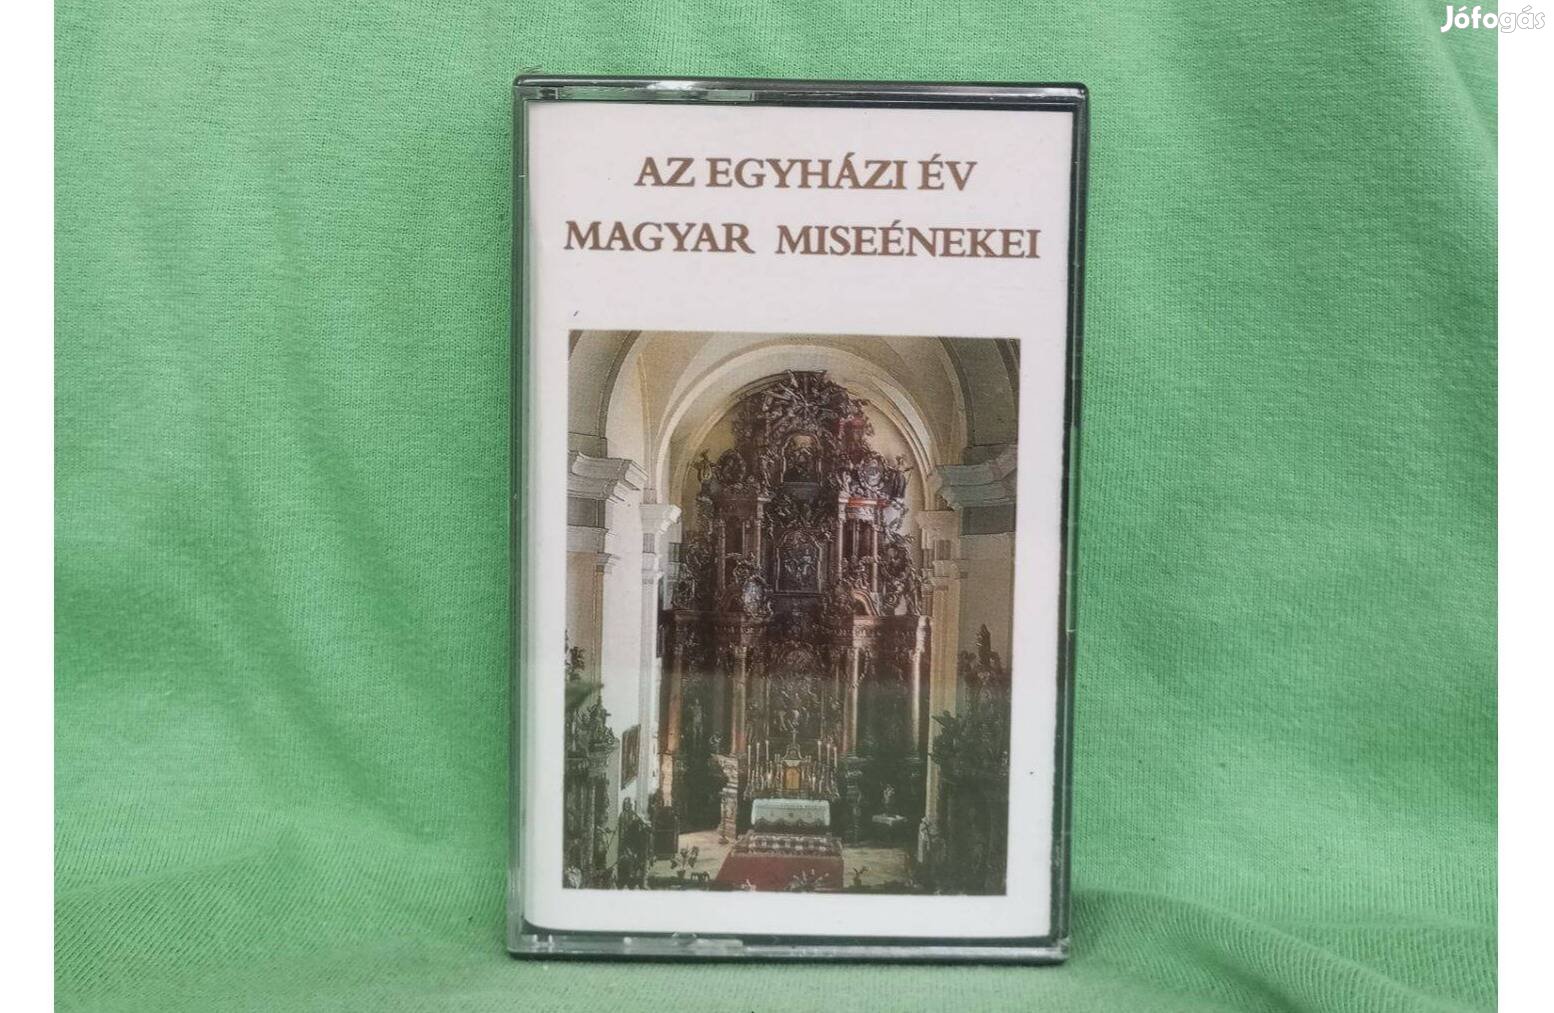 Jófogás
AZ EGYHÁZI ÉV
MAGYAR MISEÉNEKEI